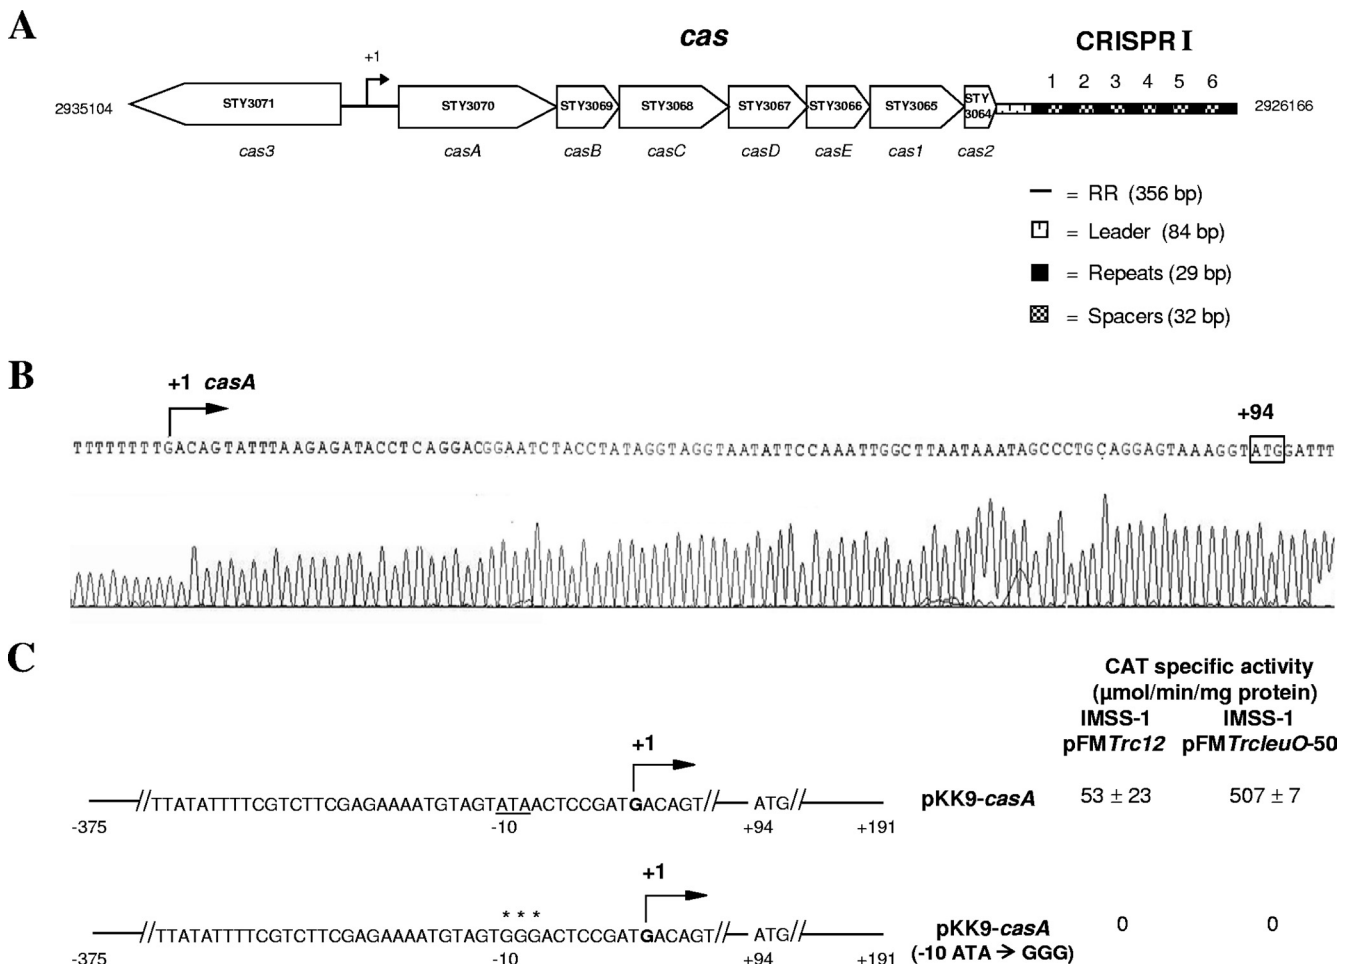 A
cas
CRISPR I
+1
1 2 3 4 5 6
2935104
STY3071
STY3070
STY3069
STY3068
STY3067
STY3066
STY3065
STY
3064
2926166
cas3 casA casB casC casD casE cas1 cas2
= RR (356 bp)
= Leader (84 bp)
= Repeats (29 bp)
= Spacers (32 bp)
B
+1 casA
+94
TTTTTTTTGACAGTATTTAAGAGATACCTCAGGACGGAATCTACCTATAGGTAGGTAATATTCCAAATTGGCTTAATAAATAGCCCTGCAGGAGTAAAGGTATGGATTT
C
CAT specific activity
(µmol/min/mg protein)
IMSS-1 IMSS-1
pFMTrc12 pFMTrcleuO-50
+1
//TTATATTTTCGTCTTCGAGAAAATGTAGTATAACTCCGATGACAGT// ATG// pKK9-casA 53 ± 23 507 ± 7
-375 -10 +94 +191
+1
* * *
//TTATATTTTCGTCTTCGAGAAAATGTAGTGGGACTCCGATGACAGT// ATG// pKK9-casA 0 0
-375 -10 +94 +191 (-10 ATA → GGG)